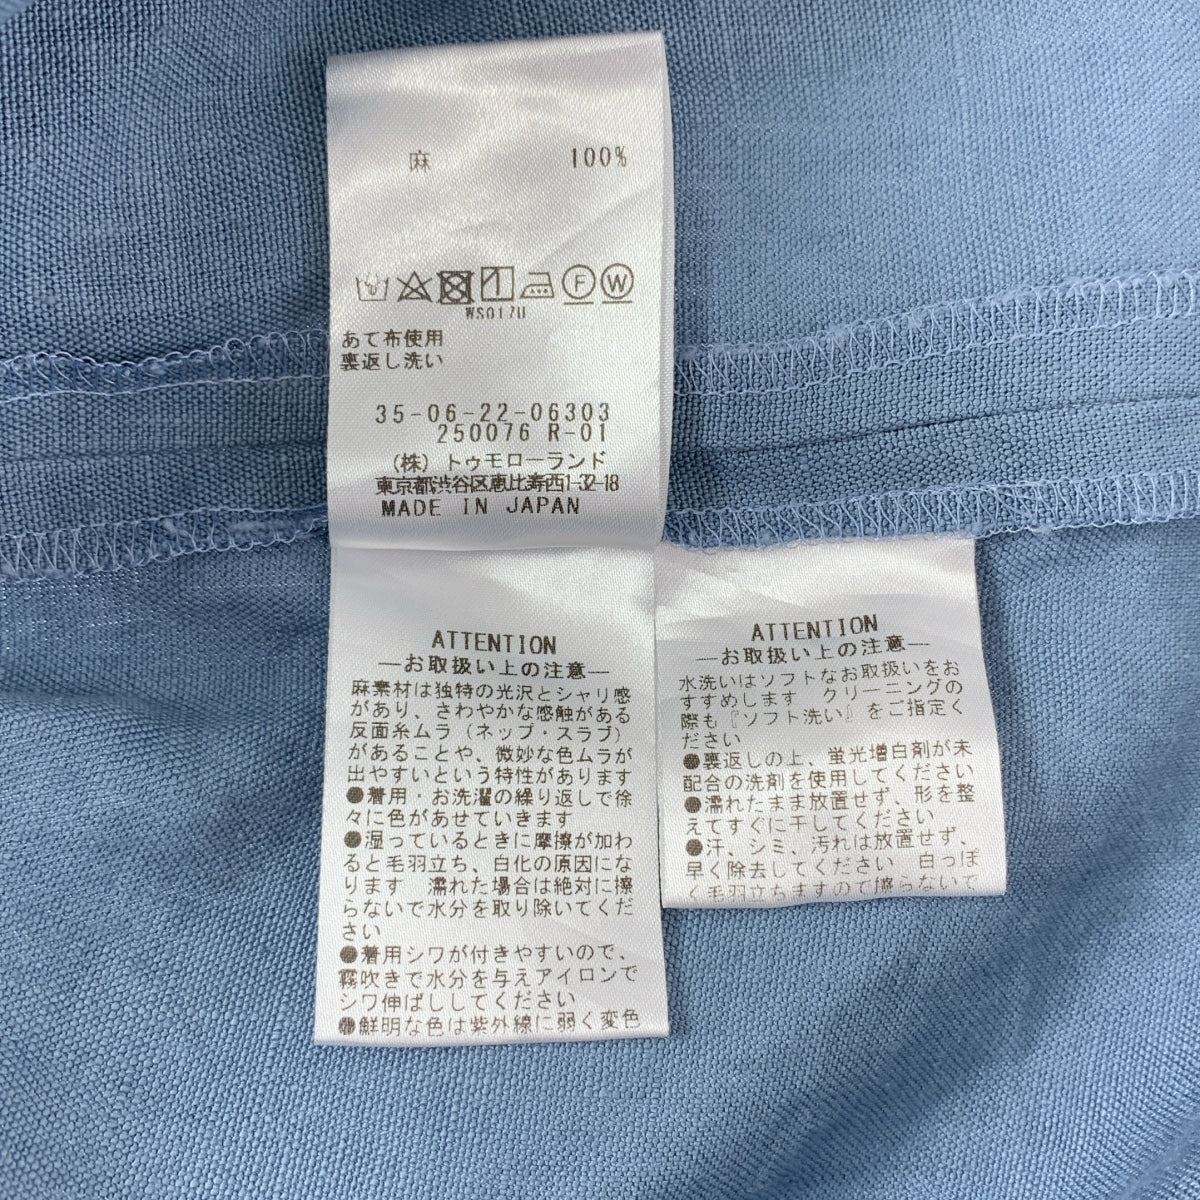 麻 100%
F W
WS017U
あて布使用
裏返し洗い
35-06-22-06303
250076 R-01
(株) トゥモローランド
東京都渋谷区恵比寿西1-32-18
MADE IN JAPAN
ATTENTION
―お取扱い上の注意―
麻素材は独特の光沢とシャリ感
があり、さわやかな感触がある
反面糸ムラ(ネップ・スラブ)
があることや、微妙な色ムラが
出やすいという特性があります
●着用・お洗濯の繰り返しで徐
々に色があせていきます
●湿っているときに摩擦が加わ
ると毛羽立ち、白化の原因にな
ります 濡れた場合は絶対に擦
らないで水分を取り除いてくだ
さい
●着用シワが付きやすいので、
霧吹きで水分を与えアイロンで
シワ伸ばししてください
●鮮明な色は紫外線に弱く変色
ATTENTION
―お取扱い上の注意―
水洗いはソフトなお取扱いをお
すすめします クリーニングの
際も『ソフト洗い』をご指定く
ださい
●裏返しの上、蛍光増白剤が未
配合の洗剤を使用してください
●濡れたまま放置せず、形を整
えてすぐに干してください
●汗、シミ、汚れは放置せず、
早く除去してください 白っぽ
く毛羽立ちますので擦らないで